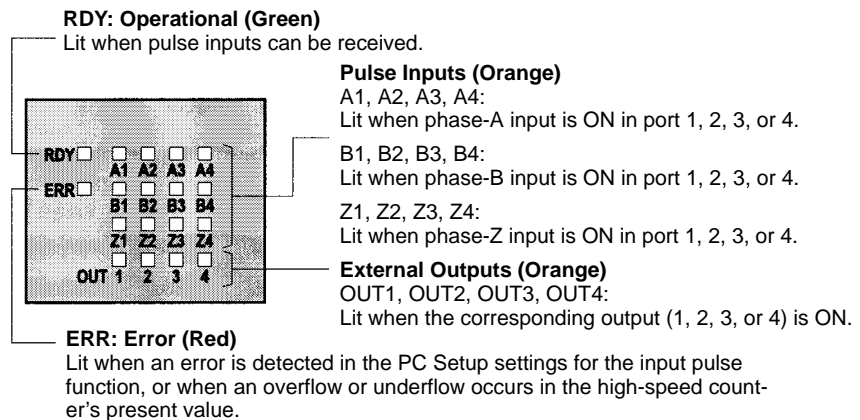 RDY: Operational (Green)
Lit when pulse inputs can be received.
Pulse Inputs (Orange)
A1, A2, A3, A4:
Lit when phase-A input is ON in port 1, 2, 3, or 4.
B1, B2, B3, B4:
Lit when phase-B input is ON in port 1, 2, 3, or 4.
Z1, Z2, Z3, Z4:
Lit when phase-Z input is ON in port 1, 2, 3, or 4.
External Outputs (Orange)
OUT1, OUT2, OUT3, OUT4:
Lit when the corresponding output (1, 2, 3, or 4) is ON.
RDY
A1 A2 A3 A4
ERR
B1 B2 B3 B4
Z1 Z2 Z3 Z4
OUT 1 2 3 4
ERR: Error (Red)
Lit when an error is detected in the PC Setup settings for the input pulse
function, or when an overflow or underflow occurs in the high-speed count-
er's present value.